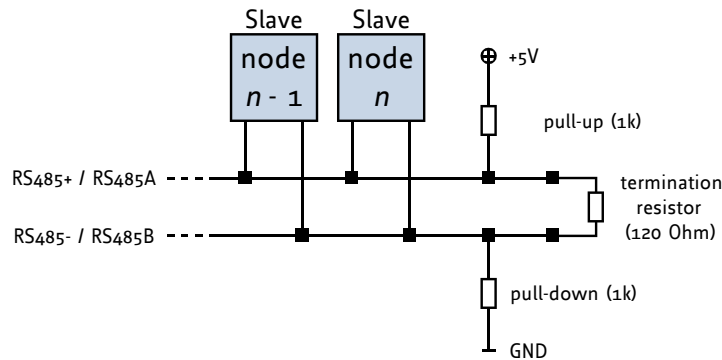 Slave Slave
node node
n - 1 n
+5V
pull-up (1k)
RS485+ / RS485A
termination
resistor
(120 Ohm)
RS485- / RS485B
pull-down (1k)
GND